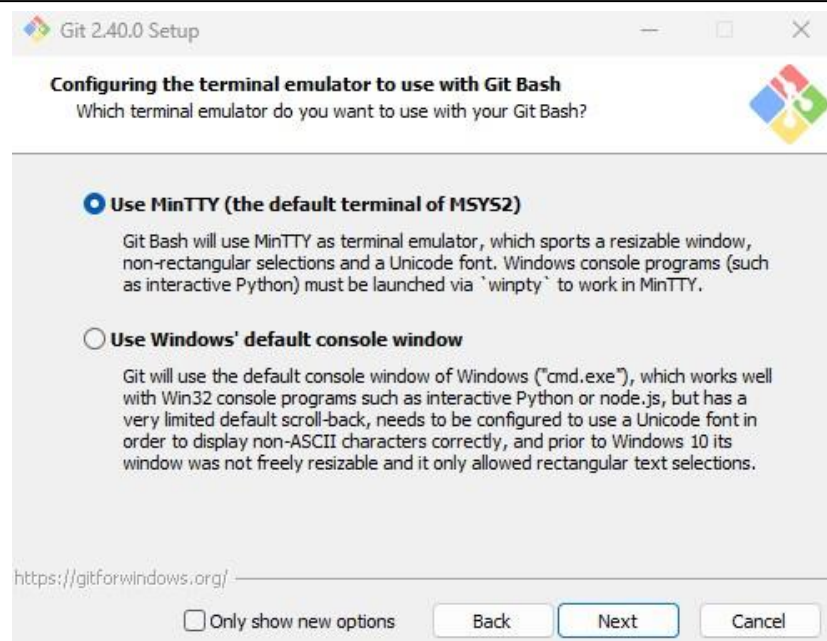 Git 2.40.0 Setup
Configuring the terminal emulator to use with Git Bash
Which terminal emulator do you want to use with your Git Bash?
Use MinTTY (the default terminal of MSYS2)
Git Bash will use MinTTY as terminal emulator, which sports a resizable window,
non-rectangular selections and a Unicode font. Windows console programs (such
as interactive Python) must be launched via `winpty` to work in MinTTY.
Use Windows' default console window
Git will use the default console window of Windows ("cmd.exe"), which works well
with Win32 console programs such as interactive Python or node.js, but has a
very limited default scroll-back, needs to be configured to use a Unicode font in
order to display non-ASCII characters correctly, and prior to Windows 10 its
window was not freely resizable and it only allowed rectangular text selections.
https://gitforwindows.org/
Only show new options Back Next Cancel